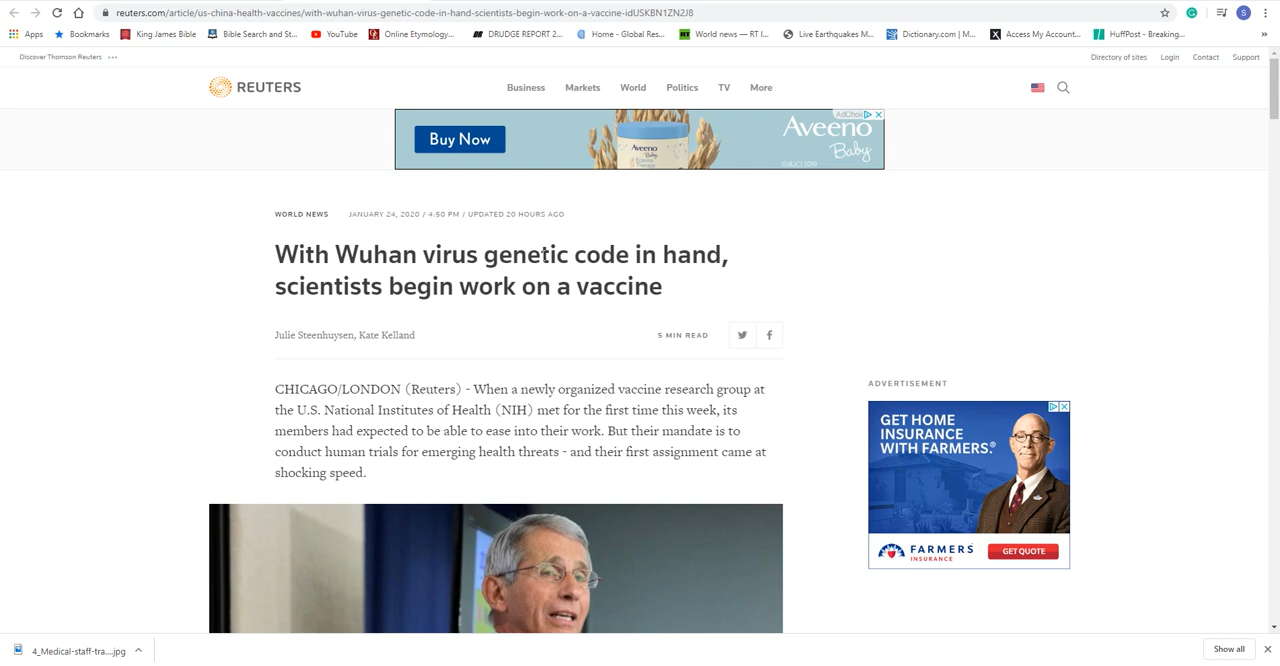 reuters.com/article/us-china-health-vaccines/with-wuhan-virus-genetic-code-in-hand-scientists-begin-work-on-a-vaccine-idUSKBN1ZN2J8
S
Apps Bookmarks King James Bible Bible Search and St... YouTube Online Etymology... DRUDGE REPORT 2... Home - Global Res... World news — RT I... Live Earthquakes M... Dictionary.com | M... Access My Account... HuffPost - Breaking... »
Discover Thomson Reuters ••• Directory of sites Login Contact Support
REUTERS Business Markets World Politics TV More
AdChoic
Buy Now
Aveeno
Baby
Aveeno
Baby
Eczema
Therapy
©J&JCI 2019
WORLD NEWS JANUARY 24, 2020 / 4:50 PM / UPDATED 20 HOURS AGO
With Wuhan virus genetic code in hand,
scientists begin work on a vaccine
Julie Steenhuysen, Kate Kelland 5 MIN READ
CHICAGO/LONDON (Reuters) - When a newly organized vaccine research group at
the U.S. National Institutes of Health (NIH) met for the first time this week, its
members had expected to be able to ease into their work. But their mandate is to
conduct human trials for emerging health threats - and their first assignment came at
shocking speed.
ADVERTISEMENT
GET HOME
INSURANCE
WITH FARMERS.®
FARMERS
INSURANCE
GET QUOTE
4_Medical-staff-tra....jpg Show all